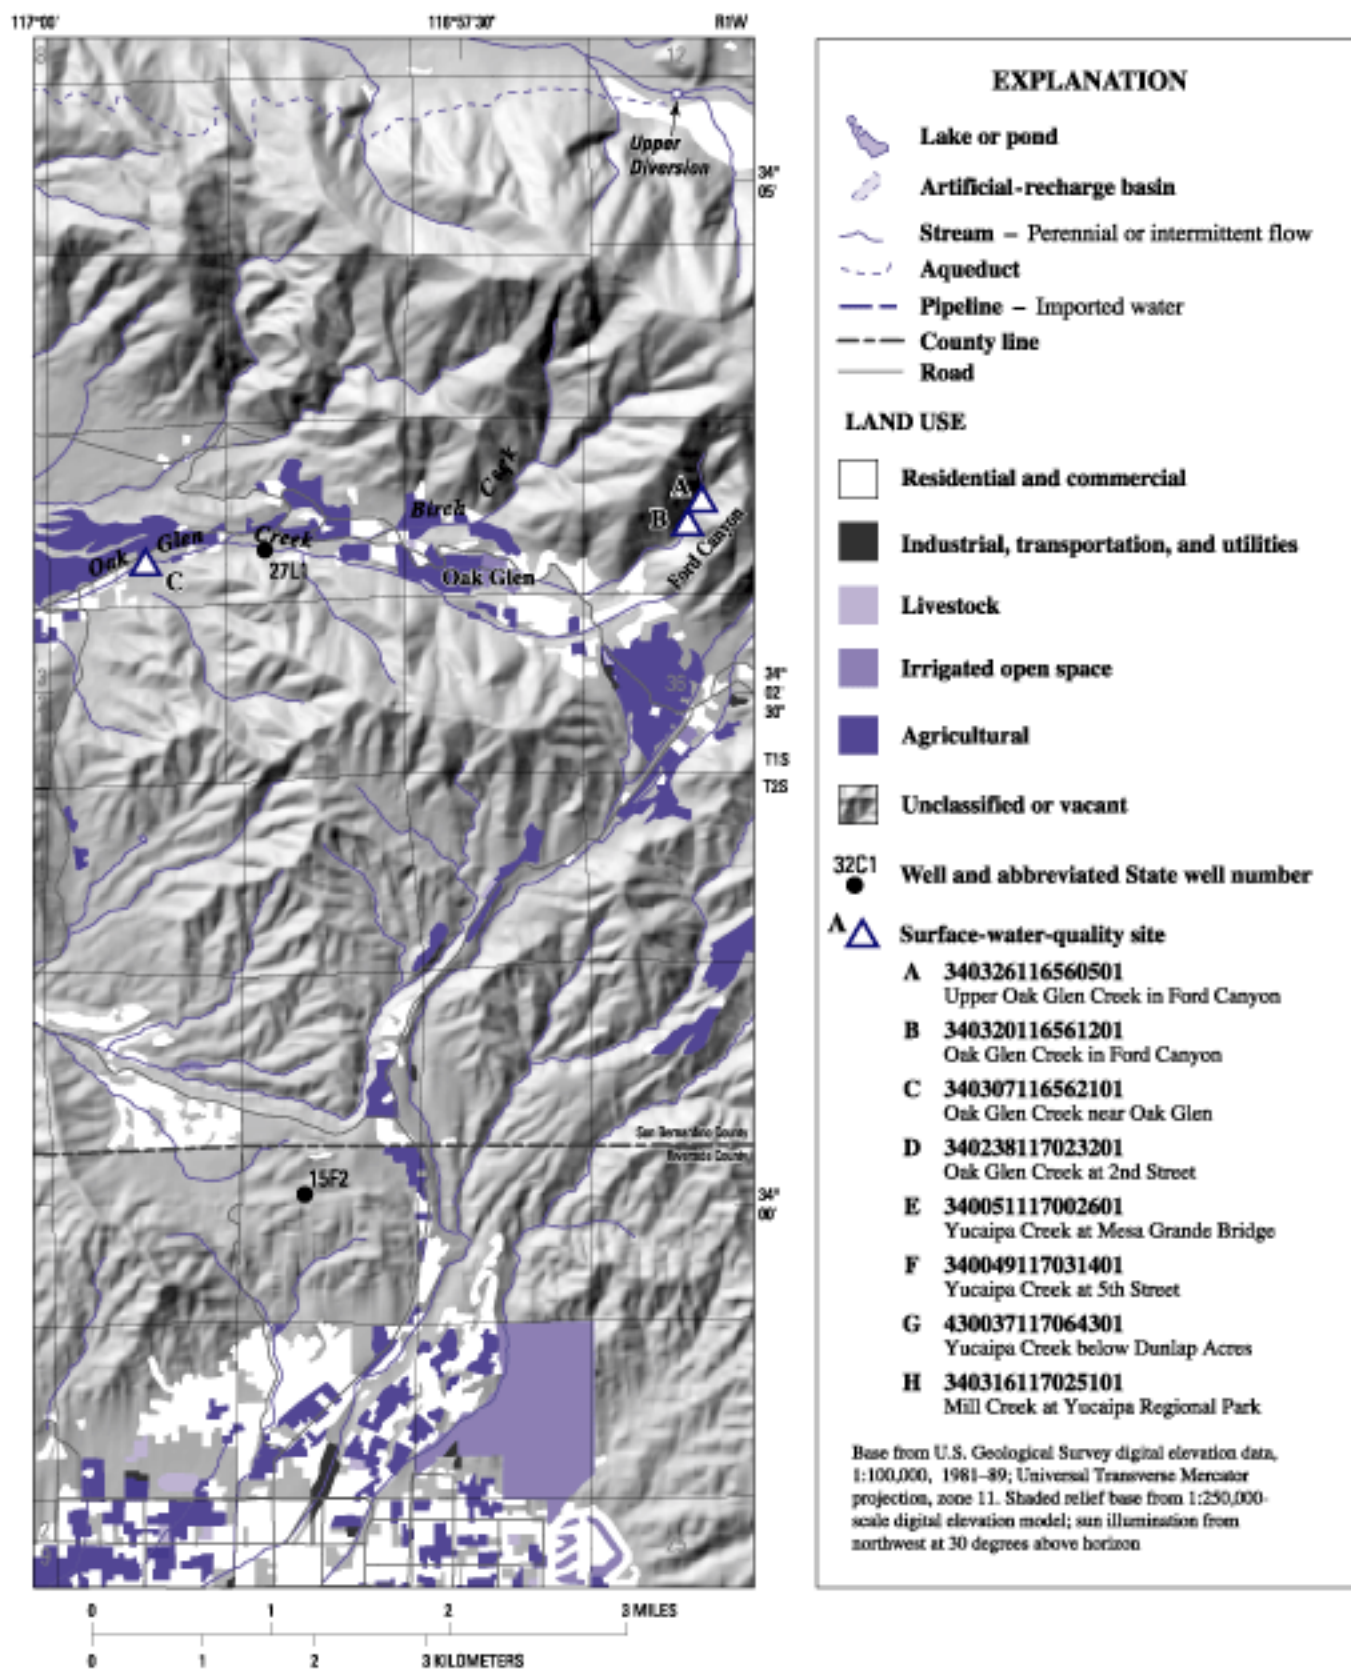 117°00'
116°57'30"
R1W
12
Upper
Diversion
34°
05'
Birch
Creek
A
B
Ford Canyon
Oak Glen Creek
C
27L1
Oak Glen
36
34°
02'
30"
T1S
T2S
San Bernardino County
Riverside County
15F2
34°
00'
0 1 2 3 MILES
0 1 2 3 KILOMETERS
EXPLANATION
Lake or pond
Artificial-recharge basin
Stream – Perennial or intermittent flow
Aqueduct
Pipeline – Imported water
County line
Road
LAND USE
Residential and commercial
Industrial, transportation, and utilities
Livestock
Irrigated open space
Agricultural
Unclassified or vacant
32C1
Well and abbreviated State well number
A
Surface-water-quality site
A 340326116560501
Upper Oak Glen Creek in Ford Canyon
B 340320116561201
Oak Glen Creek in Ford Canyon
C 340307116562101
Oak Glen Creek near Oak Glen
D 340238117023201
Oak Glen Creek at 2nd Street
E 340051117002601
Yucaipa Creek at Mesa Grande Bridge
F 340049117031401
Yucaipa Creek at 5th Street
G 430037117064301
Yucaipa Creek below Dunlap Acres
H 340316117025101
Mill Creek at Yucaipa Regional Park
Base from U.S. Geological Survey digital elevation data,
1:100,000, 1981–89; Universal Transverse Mercator
projection, zone 11. Shaded relief base from 1:250,000-
scale digital elevation model; sun illumination from
northwest at 30 degrees above horizon